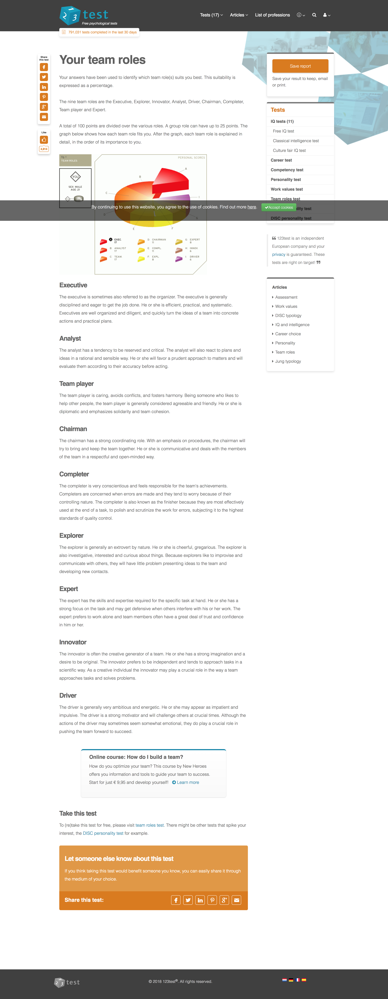 2 3 test
Free psychological tests
Tests (17)
Articles
List of professions
791,031 tests completed in the last 30 days
Share
this test
Like
4,914
Your team roles
Your answers have been used to identify which team role(s) suits you best. This suitability is
expressed as a percentage.
The nine team roles are the Executive, Explorer, Innovator, Analyst, Driver, Chairman, Completer,
Team player and Expert.
A total of 100 points are divided over the various roles. A group role can have up to 25 points. The
graph below shows how each team role fits you. After the graph, each team role is explained in
detail, in the order of its importance to you.
Fig. 1
TEAM ROLES
YOU
SEX: MALE
AGE: 21
PERSONAL SCORES
A
B
C
I
D
G
E
F
A EXEC.
17
B: ANALYST
17
C: TEAM.
17
D: CHAIRMAN
11
E: COMPL.
11
F: EXPL.
8
G: EXPERT
8
H: INNOV.
6
I: DRIVER
6
By continuing to use this website, you agree to the use of cookies. Find out more here.
Accept cookies
Executive
The executive is sometimes also referred to as the organizer. The executive is generally
disciplined and eager to get the job done. He or she is efficient, practical, and systematic.
Executives are well organized and diligent, and quickly turn the ideas of a team into concrete
actions and practical plans.
Analyst
The analyst has a tendency to be reserved and critical. The analyst will also react to plans and
ideas in a rational and sensible way. He or she will favor a prudent approach to matters and will
evaluate them according to their accuracy before acting.
Team player
The team player is caring, avoids conflicts, and fosters harmony. Being someone who likes to
help other people, the team player is generally considered agreeable and friendly. He or she is
diplomatic and emphasizes solidarity and team cohesion.
Chairman
The chairman has a strong coordinating role. With an emphasis on procedures, the chairman will
try to bring and keep the team together. He or she is communicative and deals with the members
of the team in a respectful and open-minded way.
Completer
The completer is very conscientious and feels responsible for the team's achievements.
Completers are concerned when errors are made and they tend to worry because of their
controlling nature. The completer is also known as the finisher because they are most effectively
used at the end of a task, to polish and scrutinize the work for errors, subjecting it to the highest
standards of quality control.
Explorer
The explorer is generally an extrovert by nature. He or she is cheerful, gregarious. The explorer is
also investigative, interested and curious about things. Because explorers like to improvise and
communicate with others, they will have little problem presenting ideas to the team and
developing new contacts.
Expert
The expert has the skills and expertise required for the specific task at hand. He or she has a
strong focus on the task and may get defensive when others interfere with his or her work. The
expert prefers to work alone and team members often have a great deal of trust and confidence
in him or her.
Innovator
The innovator is often the creative generator of a team. He or she has a strong imagination and a
desire to be original. The innovator prefers to be independent and tends to approach tasks in a
scientific way. As a creative individual the innovator may play a crucial role in the way a team
approaches tasks and solves problems.
Driver
The driver is generally very ambitious and energetic. He or she may appear as impatient and
impulsive. The driver is a strong motivator and will challenge others at crucial times. Although the
actions of the driver may sometimes seem somewhat emotional, they do play a crucial role in
pushing the team forward to succeed.
Online course: How do I build a team?
How do you optimize your team? This course by New Heroes
offers you information and tools to guide your team to success.
Start for just € 9,95 and develop yourself! Learn more
Take this test
To (re)take this test for free, please visit team roles test. There might be other tests that spike your
interest, the DISC personality test for example.
Let someone else know about this test
If you think taking this test would benefit someone you know, you can easily share it through
the medium of your choice.
Share this test:
Save report
Save your result to keep, email
or print.
Tests
IQ tests (11)
Free IQ test
Classical intelligence test
Culture fair IQ test
Career test
Competency test
Personality test
Work values test
Team roles test
ality test
DISC personality test
123test is an independent
European company and your
privacy is guaranteed. These
tests are right on target!
Articles
Assessment
Work values
DISC typology
IQ and intelligence
Career choice
Personality
Team roles
Jung typology
2 3 test
© 2018 123test®. All rights reserved.